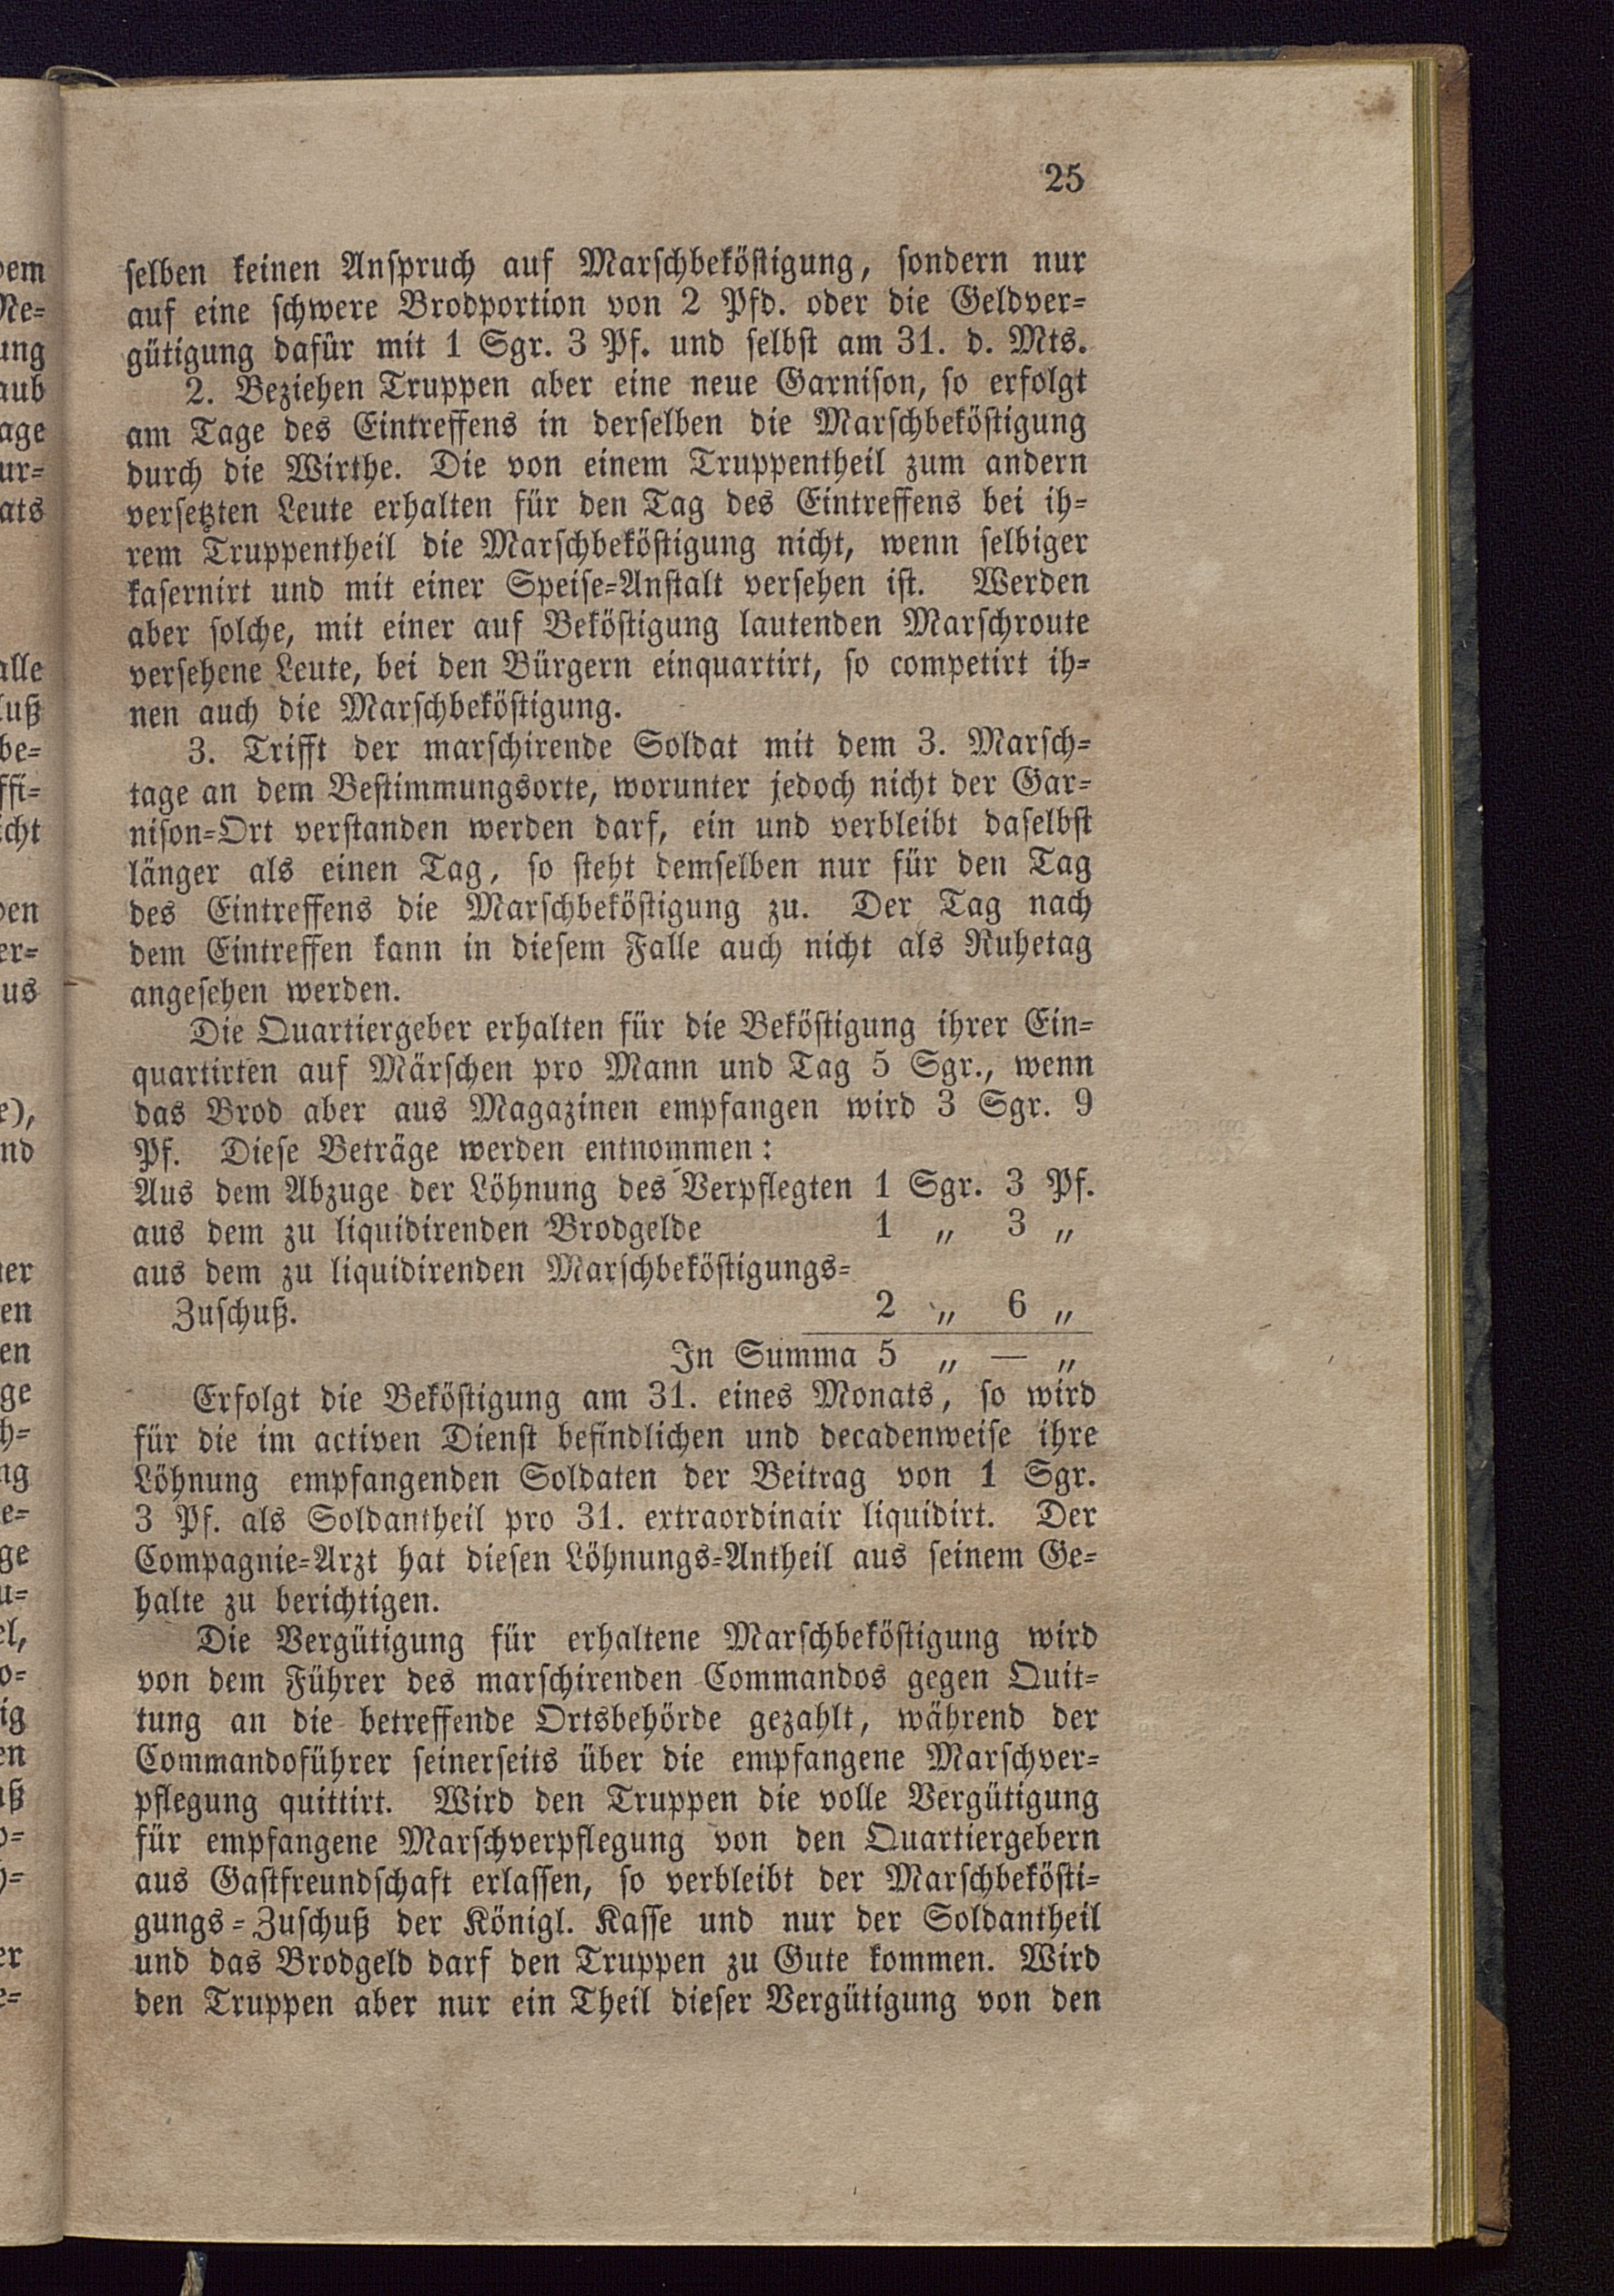 25
selben keinen Anspruch auf Marschbeköstigung, sondern nur
auf eine schwere Brodportion von 2 Pfd. oder die Geldver-
gütigung dafür mit 1 Sgr. 3 Pf. und selbst am 31. d. Mts.
2. Beziehen Truppen aber eine neue Garnison, so erfolgt
am Tage des Eintreffens in derselben die Marschbeköstigung
durch die Wirthe. Die von einem Truppentheil zum andern
versetzten Leute erhalten für den Tag des Eintreffens bei ih-
rem Truppentheil die Marschbeköstigung nicht, wenn selbiger
kasernirt und mit einer Speise-Anstalt versehen ist. Werden
aber solche, mit einer auf Beköstigung lautenden Marschroute
versehene Leute, bei den Bürgern einquartirt, so competirt ih-
nen auch die Marschbeköstigung.
3. Trifft der marschirende Soldat mit dem 3. Marsch-
tage an dem Bestimmungsorte, worunter jedoch nicht der Gar-
nison-Ort verstanden werden darf, ein und verbleibt daselbst
länger als einen Tag, so steht demselben nur für den Tag
des Eintreffens die Marschbeköstigung zu. Der Tag nach
dem Eintreffen kann in diesem Falle auch nicht als Ruhetag
angesehen werden.
Die Quartiergeber erhalten für die Beköstigung ihrer Ein-
quartirten auf Märschen pro Mann und Tag 5 Sgr., wenn
das Brod aber aus Magazinen empfangen wird 3 Sgr. 9
Pf. Diese Beträge werden entnommen:
Aus dem Abzuge der Löhnung des Verpflegten 1 Sgr. 3 Pf.
aus dem zu liquidirenden Brodgelde 1 „ 3 „
aus dem zu liquidirenden Marschbeköstigungs-
Zuschuß. 2 „ 6 „
In Summa 5 „ — „
Erfolgt die Beköstigung am 31. eines Monats, so wird
für die im activen Dienst befindlichen und decadenweise ihre
Löhnung empfangenden Soldaten der Beitrag von 1 Sgr.
3 Pf. als Soldantheil pro 31. extraordinair liquidirt. Der
Compagnie-Arzt hat diesen Löhnungs-Antheil aus seinem Ge-
halte zu berichtigen.
Die Vergütigung für erhaltene Marschbeköstigung wird
von dem Führer des marschirenden Commandos gegen Quit-
tung an die betreffende Ortsbehörde gezahlt, während der
Commandoführer seinerseits über die empfangene Marschver-
pflegung quittirt. Wird den Truppen die volle Vergütigung
für empfangene Marschverpflegung von den Quartiergebern
aus Gastfreundschaft erlassen, so verbleibt der Marschbekösti-
gungs-Zuschuß der Königl. Kasse und nur der Soldantheil
und das Brodgeld darf den Truppen zu Gute kommen. Wird
den Truppen aber nur ein Theil dieser Vergütigung von den